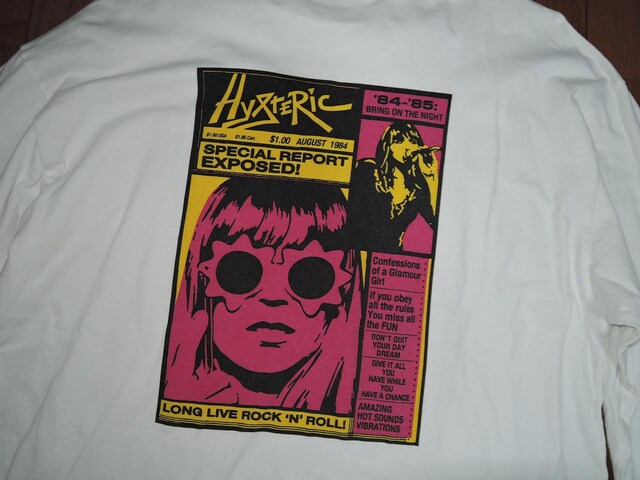 HYSTERIC
$1.50 USA $1.95 Can. $1.00 AUGUST 1984
SPECIAL REPORT
EXPOSED!
'84-'85:
BRING ON THE NIGHT
Confessions
of a Glamour
Girl
If you obey
all the rules
You miss all
the FUN
DON'T QUIT
YOUR DAY
DREAM
GIVE IT ALL
YOU
HAVE WHILE
YOU
HAVE A CHANCE
AMAZING
HOT SOUNDS
VIBRATIONS
LONG LIVE ROCK 'N' ROLL!